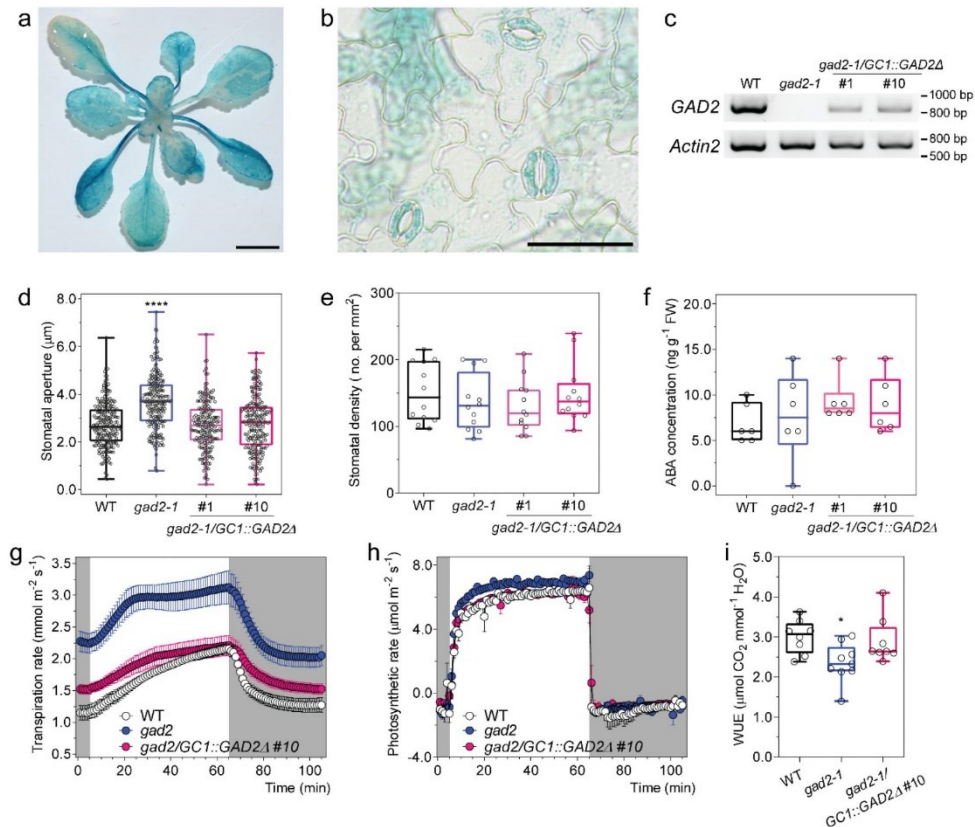 a
b
c
gad2-1/GC1::GAD2Δ
WT gad2-1 #1 #10
GAD2
1000 bp
800 bp
Actin2
800 bp
500 bp
d
Stomatal aperture (μm)
8.0
6.0
4.0
2.0
0.0
****
WT gad2-1 #1 #10
gad2-1/GC1::GAD2Δ
e
Stomatal density ( no. per mm²)
300
200
150
100
0
WT gad2-1 #1 #10
gad2-1/GC1::GAD2Δ
f
ABA concentration (ng g⁻¹ FW)
20.0
15.0
10.0
5.0
0.0
WT gad2-1 #1 #10
gad2-1/GC1::GAD2Δ
g
Transpiration rate (mmol m⁻² s⁻¹)
3.5
3.0
2.5
2.0
1.5
1.0
0.5
WT
gad2
gad2/GC1::GAD2Δ #10
0 20 40 60 80 100
Time (min)
h
Photosynthetic rate (μmol m⁻² s⁻¹)
8.0
4.0
0.0
-4.0
WT
gad2
gad2/GC1::GAD2Δ #10
0 20 40 60 80 100
Time (min)
i
WUE (μmol CO₂ mmol⁻¹ H₂O)
5.0
4.0
3.0
2.0
1.0
0.0
*
WT
gad2-1
gad2-1/
GC1::GAD2Δ #10